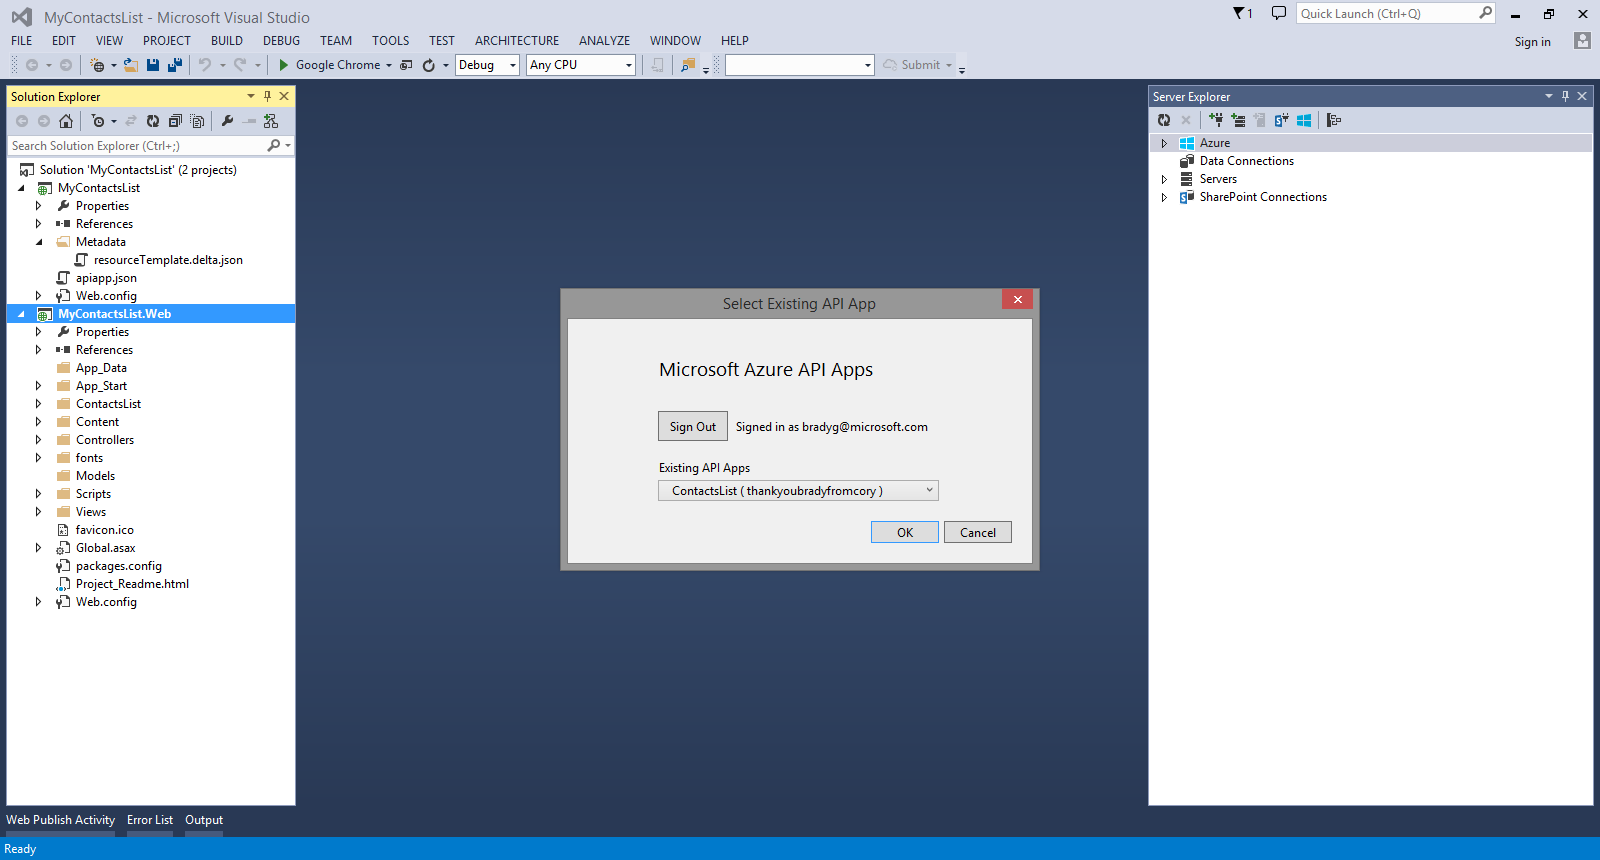 MyContactsList - Microsoft Visual Studio
1
Quick Launch (Ctrl+Q)
FILE EDIT VIEW PROJECT BUILD DEBUG TEAM TOOLS TEST ARCHITECTURE ANALYZE WINDOW HELP
Sign in
Google Chrome Debug Any CPU Submit
Solution Explorer
Search Solution Explorer (Ctrl+;)
Solution 'MyContactsList' (2 projects)
MyContactsList
Properties
References
Metadata
resourceTemplate.delta.json
apiapp.json
Web.config
MyContactsList.Web
Properties
References
App_Data
App_Start
ContactsList
Content
Controllers
fonts
Models
Scripts
Views
favicon.ico
Global.asax
packages.config
Project_Readme.html
Web.config
Select Existing API App
Microsoft Azure API Apps
Sign Out Signed in as bradyg@microsoft.com
Existing API Apps
ContactsList ( thankyoubradyfromcory )
OK Cancel
Server Explorer
Azure
Data Connections
Servers
SharePoint Connections
Web Publish Activity Error List Output
Ready